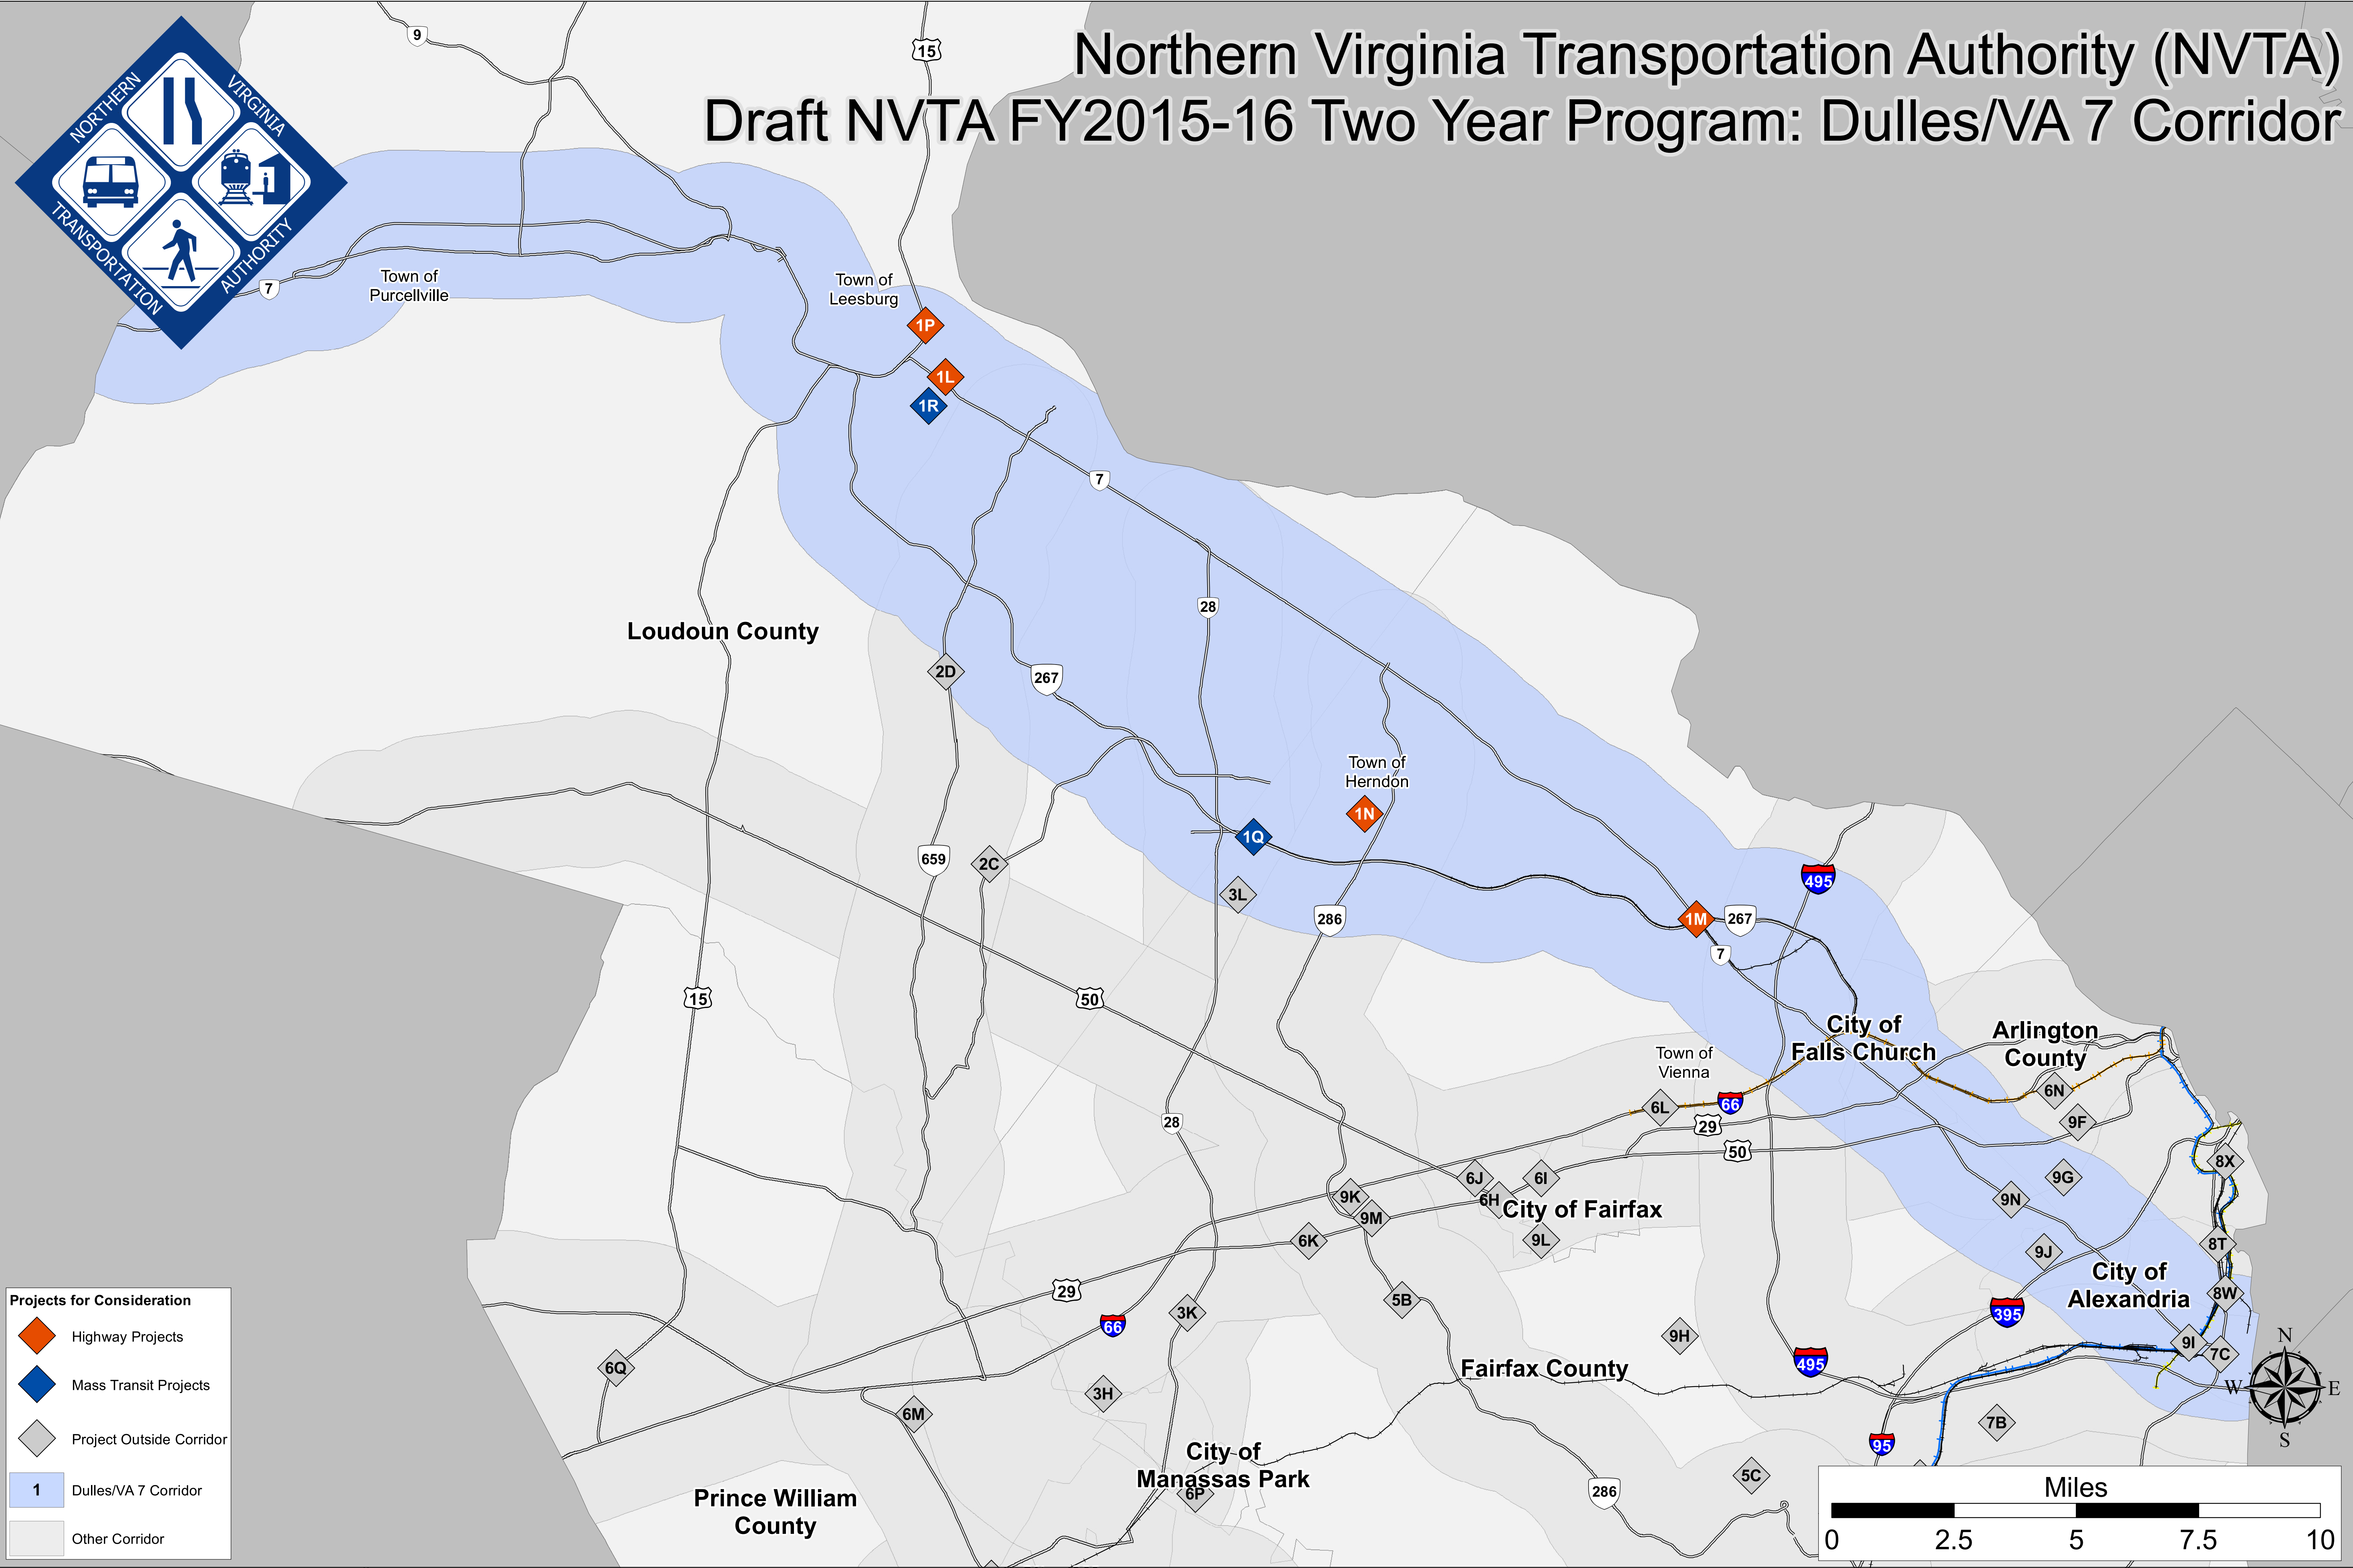 Northern Virginia Transportation Authority (NVTA)
Draft NVTA FY2015-16 Two Year Program: Dulles/VA 7 Corridor
NORTHERN
VIRGINIA
TRANSPORTATION
AUTHORITY
9
15
7
Town of
Purcellville
Town of
Leesburg
1P
1L
1R
7
28
Loudoun County
2D
267
Town of
Herndon
1N
1Q
659
2C
3L
286
495
1M
267
7
15
50
City of
Falls Church
Arlington
County
Town of
Vienna
6L
66
6N
28
29
9F
50
8X
6J
6I
9G
9K
6H
9N
City of Fairfax
9M
6K
9L
8T
9J
City of
Alexandria
29
5B
8W
3K
66
395
9H
9I
7C
495
6Q
Fairfax County
3H
6M
7B
95
City of
Manassas Park
5C
6P
286
Prince William
County
N
W
E
S
Projects for Consideration
Highway Projects
Mass Transit Projects
Project Outside Corridor
1
Dulles/VA 7 Corridor
Other Corridor
Miles
0
2.5
5
7.5
10